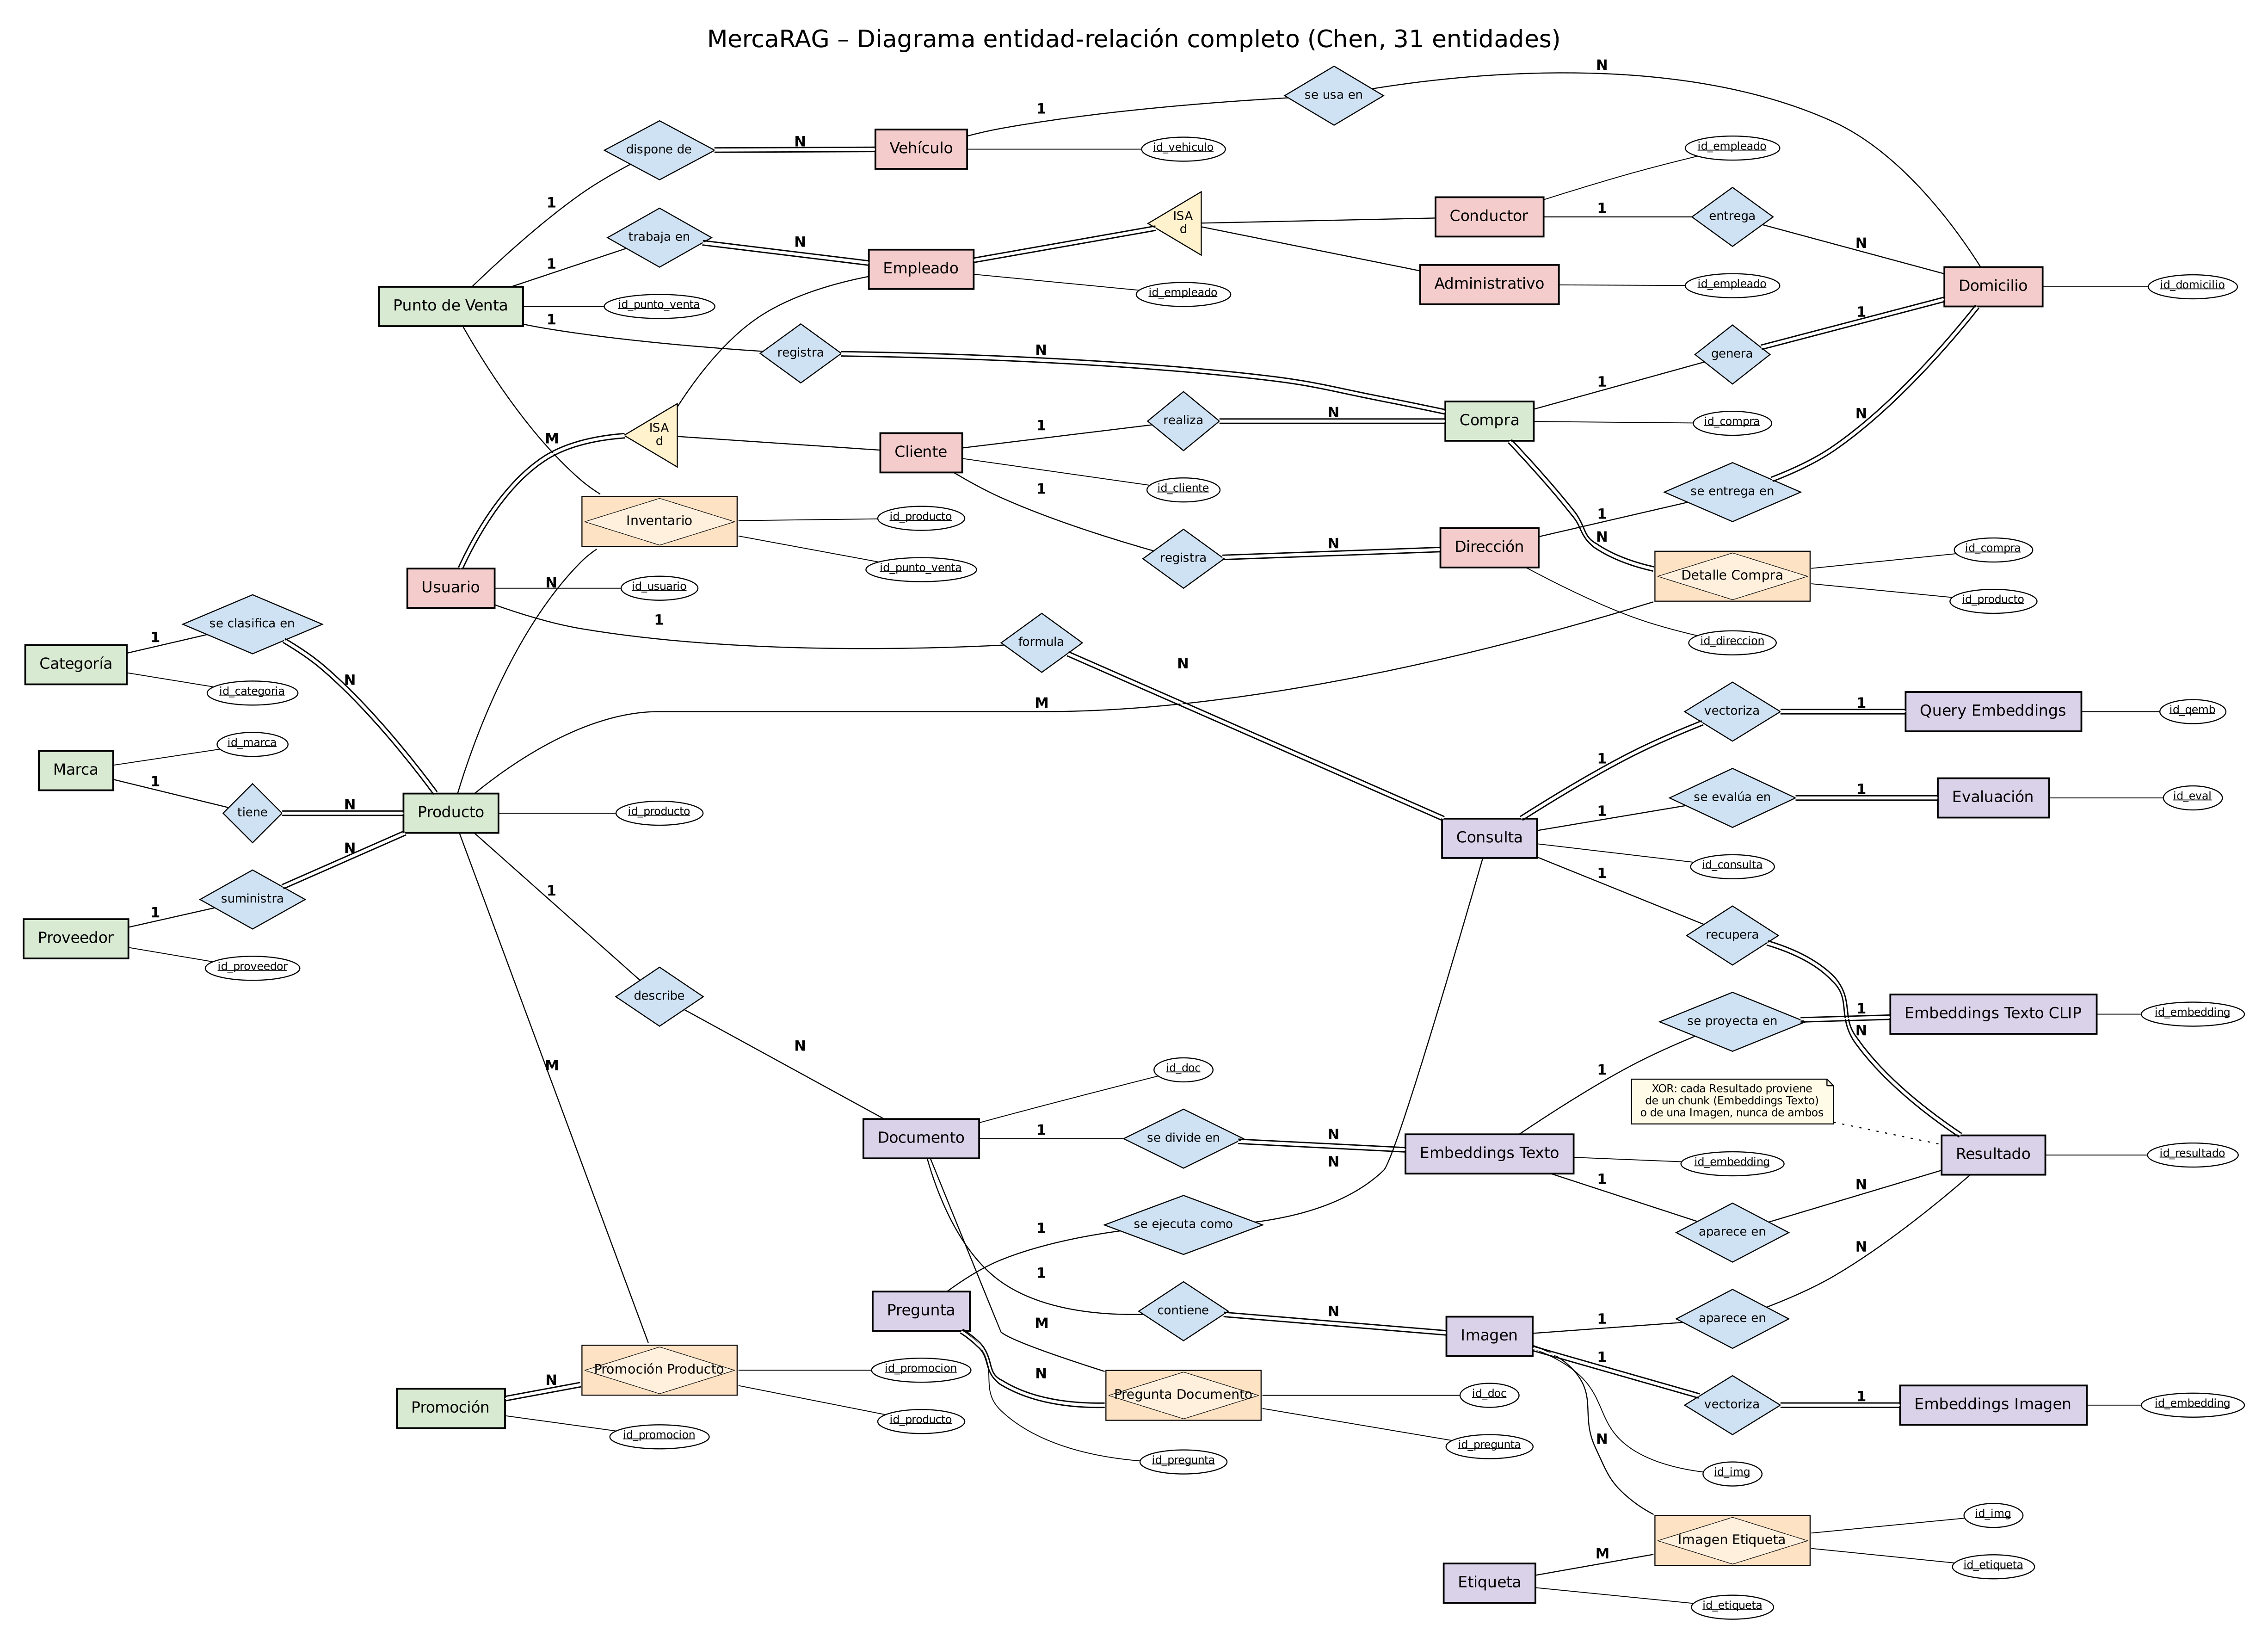 MercaRAG – Diagrama entidad-relación completo (Chen, 31 entidades)
N
se usa en
1
dispone de
N
Vehículo
id_vehiculo
id_empleado
1
trabaja en
N
ISA
d
Conductor
1
entrega
1
Empleado
N
Punto de Venta
id_punto_venta
id_empleado
Administrativo
id_empleado
Domicilio
id_domicilio
1
registra
N
genera
1
1
M
ISA
d
Cliente
1
realiza
N
Compra
id_compra
N
id_cliente
1
se entrega en
1
Inventario
id_producto
id_punto_venta
registra
N
Dirección
N
id_compra
Detalle Compra
id_producto
Usuario
N
id_usuario
1
formula
id_direccion
se clasifica en
1
Categoría
id_categoria
N
N
M
vectoriza
1
Query Embeddings
id_qemb
id_marca
Marca
1
tiene
N
Producto
id_producto
1
se evalúa en
1
Evaluación
id_eval
1
Consulta
id_consulta
N
suministra
1
Proveedor
id_proveedor
1
1
recupera
describe
N
M
se proyecta en
1
Embeddings Texto CLIP
id_embedding
N
id_doc
1
XOR: cada Resultado proviene
de un chunk (Embeddings Texto)
o de una Imagen, nunca de ambos
Documento
1
se divide en
N
Embeddings Texto
id_embedding
Resultado
id_resultado
N
1
N
1
se ejecuta como
aparece en
N
1
Pregunta
contiene
N
Imagen
1
aparece en
M
1
Promoción Producto
id_promocion
id_producto
N
Pregunta Documento
id_doc
id_pregunta
vectoriza
1
Embeddings Imagen
id_embedding
N
Promoción
id_promocion
id_pregunta
N
id_img
id_img
Imagen Etiqueta
id_etiqueta
M
Etiqueta
id_etiqueta